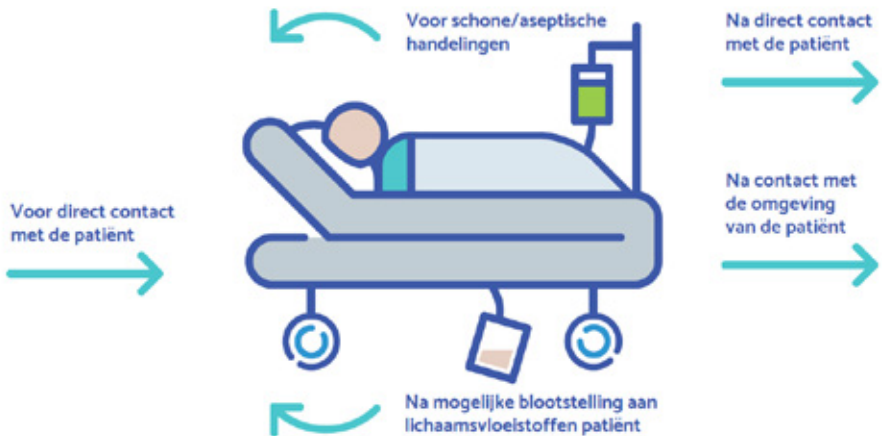 Voor schone/aseptische
handelingen
Na direct contact
met de patiënt
Voor direct contact
met de patiënt
Na contact met
de omgeving
van de patiënt
Na mogelijke blootstelling aan
lichaamsvloeistoffen patiënt